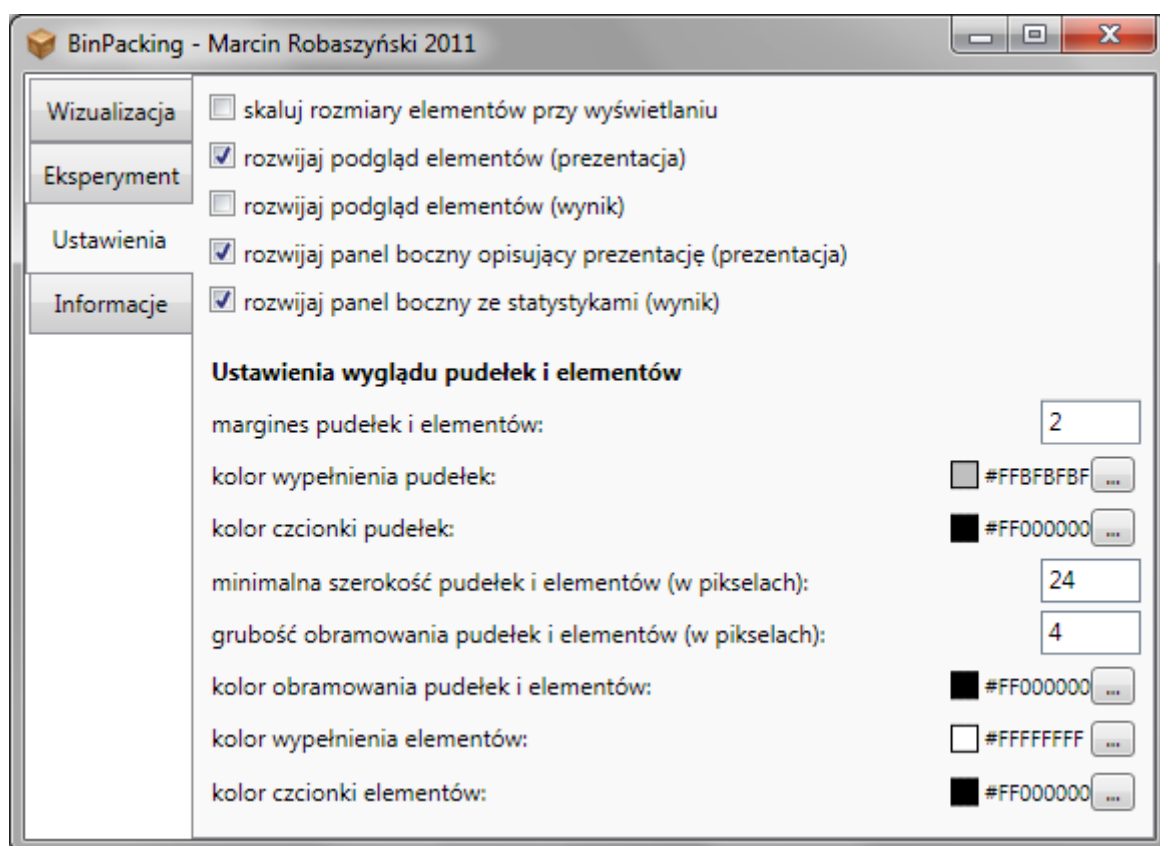 BinPacking - Marcin Robaszyński 2011
Wizualizacja
Eksperyment
Ustawienia
Informacje
skaluj rozmiary elementów przy wyświetlaniu
rozwijaj podgląd elementów (prezentacja)
rozwijaj podgląd elementów (wynik)
rozwijaj panel boczny opisujący prezentację (prezentacja)
rozwijaj panel boczny ze statystykami (wynik)
Ustawienia wyglądu pudełek i elementów
margines pudełek i elementów: 2
kolor wypełnienia pudełek: #FFBFBFBF ...
kolor czcionki pudełek: #FF000000 ...
minimalna szerokość pudełek i elementów (w pikselach): 24
grubość obramowania pudełek i elementów (w pikselach): 4
kolor obramowania pudełek i elementów: #FF000000 ...
kolor wypełnienia elementów: #FFFFFFFF ...
kolor czcionki elementów: #FF000000 ...